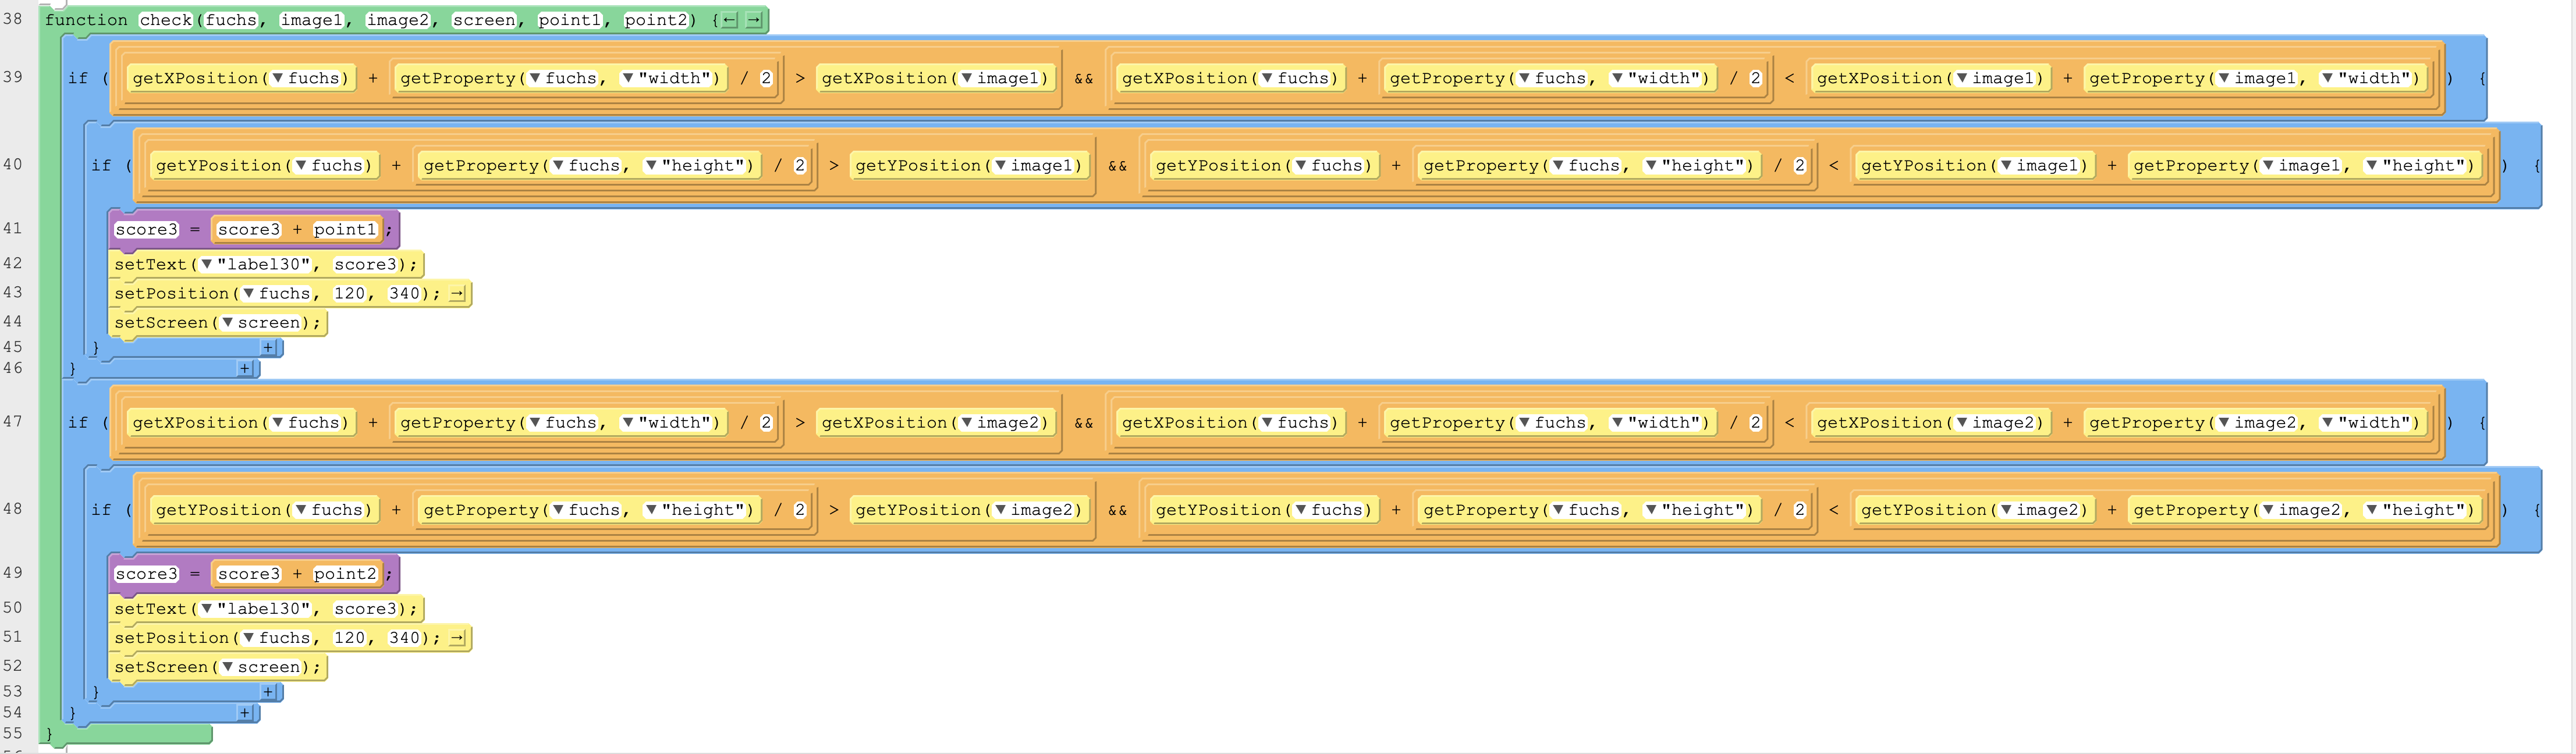 38 function check(fuchs, image1, image2, screen, point1, point2) {← →
39 if ( getXPosition(▼fuchs) + getProperty(▼fuchs, ▼"width") / 2 > getXPosition(▼image1) && getXPosition(▼fuchs) + getProperty(▼fuchs, ▼"width") / 2 < getXPosition(▼image1) + getProperty(▼image1, ▼"width") ) {
40 if ( getYPosition(▼fuchs) + getProperty(▼fuchs, ▼"height") / 2 > getYPosition(▼image1) && getYPosition(▼fuchs) + getProperty(▼fuchs, ▼"height") / 2 < getYPosition(▼image1) + getProperty(▼image1, ▼"height") ) {
41 score3 = score3 + point1;
42 setText(▼"label30", score3);
43 setPosition(▼fuchs, 120, 340); →
44 setScreen(▼screen);
45 } +
46 } +
47 if ( getXPosition(▼fuchs) + getProperty(▼fuchs, ▼"width") / 2 > getXPosition(▼image2) && getXPosition(▼fuchs) + getProperty(▼fuchs, ▼"width") / 2 < getXPosition(▼image2) + getProperty(▼image2, ▼"width") ) {
48 if ( getYPosition(▼fuchs) + getProperty(▼fuchs, ▼"height") / 2 > getYPosition(▼image2) && getYPosition(▼fuchs) + getProperty(▼fuchs, ▼"height") / 2 < getYPosition(▼image2) + getProperty(▼image2, ▼"height") ) {
49 score3 = score3 + point2;
50 setText(▼"label30", score3);
51 setPosition(▼fuchs, 120, 340); →
52 setScreen(▼screen);
53 } +
54 } +
55 }